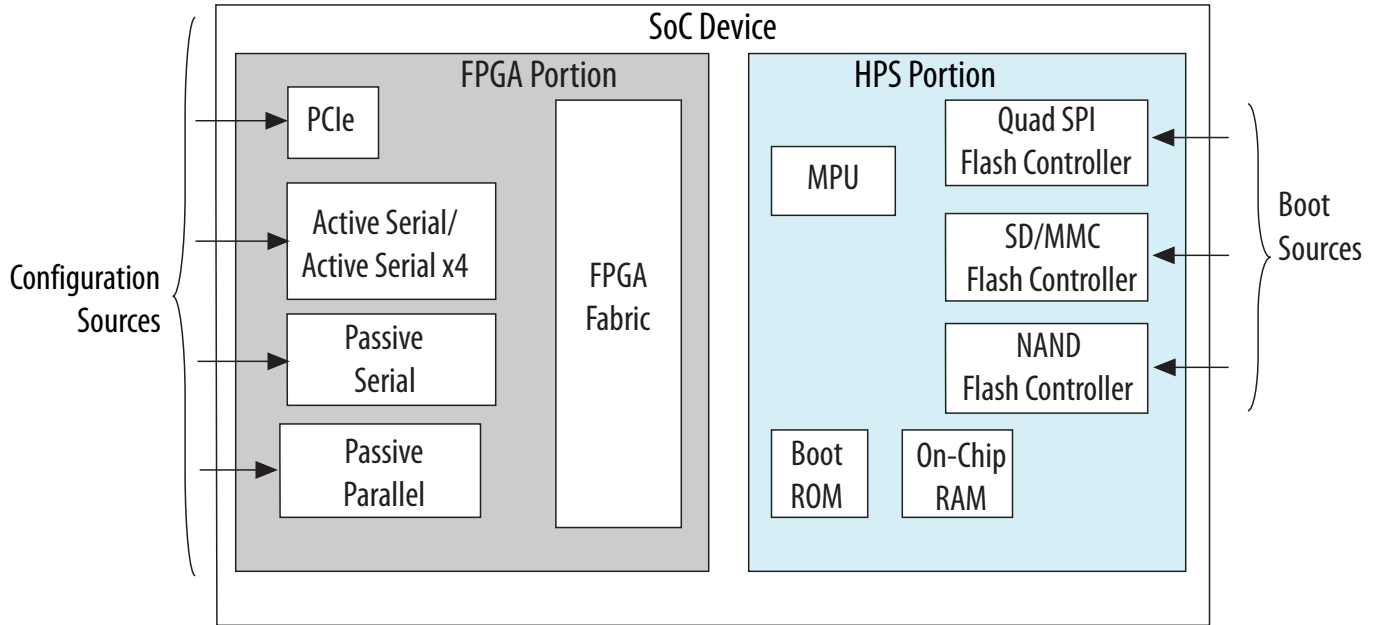 SoC Device
FPGA Portion
PCIe
Active Serial/
Active Serial x4
Passive
Serial
Passive
Parallel
FPGA
Fabric
Configuration
Sources
HPS Portion
MPU
Quad SPI
Flash Controller
SD/MMC
Flash Controller
NAND
Flash Controller
Boot
ROM
On-Chip
RAM
Boot
Sources